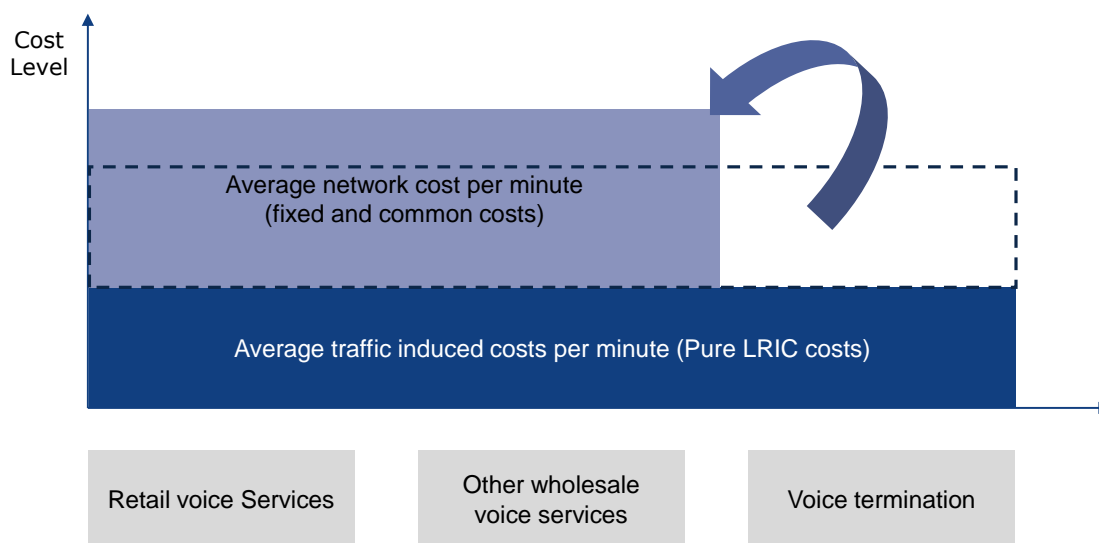 Cost
Level
Average network cost per minute
(fixed and common costs)
Average traffic induced costs per minute (Pure LRIC costs)
Retail voice Services
Other wholesale
voice services
Voice termination